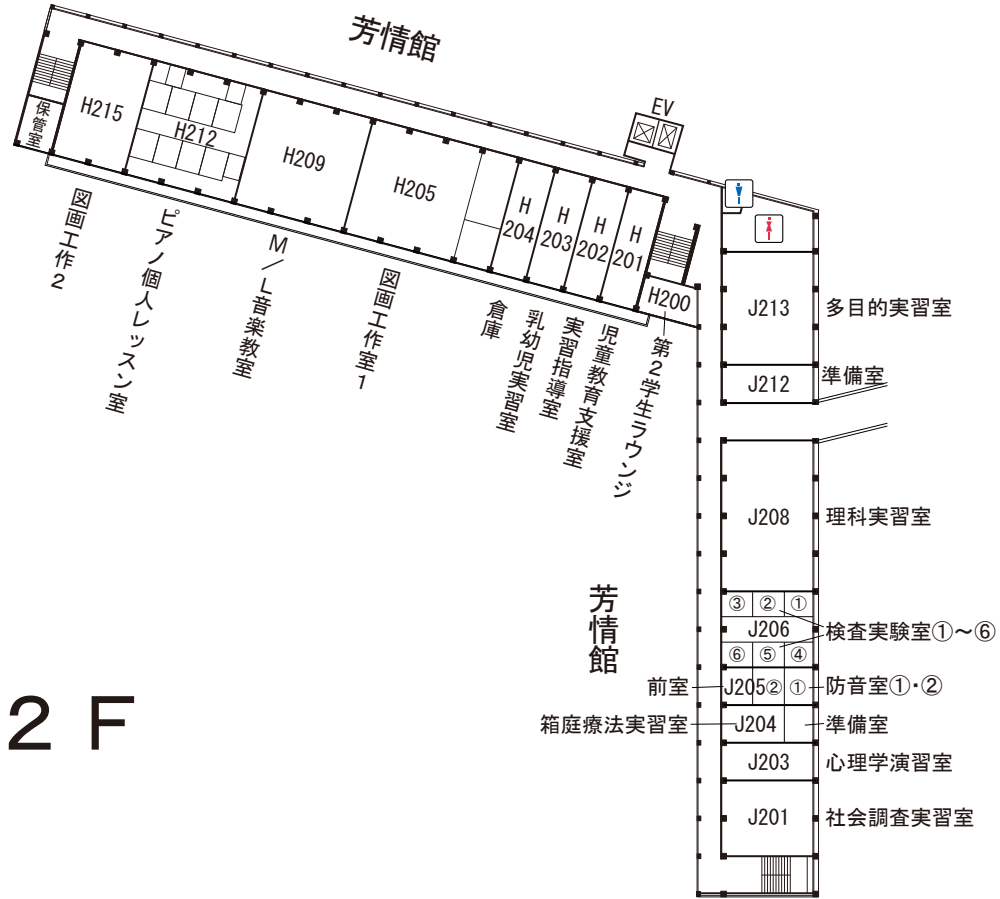 芳情館
EV
保管室
H215
H212
H209
H205
H
204
H
203
H
202
H
201
H200
図画工作2
ピアノ個人レッスン室
M/L音楽教室
図画工作室1
倉庫
乳幼児実習室
実習指導室
児童教育支援室
第2学生ラウンジ
J213 多目的実習室
J212 準備室
J208 理科実習室
③ ② ①
J206 検査実験室①～⑥
⑥ ⑤ ④
前室 J205② ① 防音室①・②
箱庭療法実習室 J204 準備室
J203 心理学演習室
J201 社会調査実習室
芳情館
2F